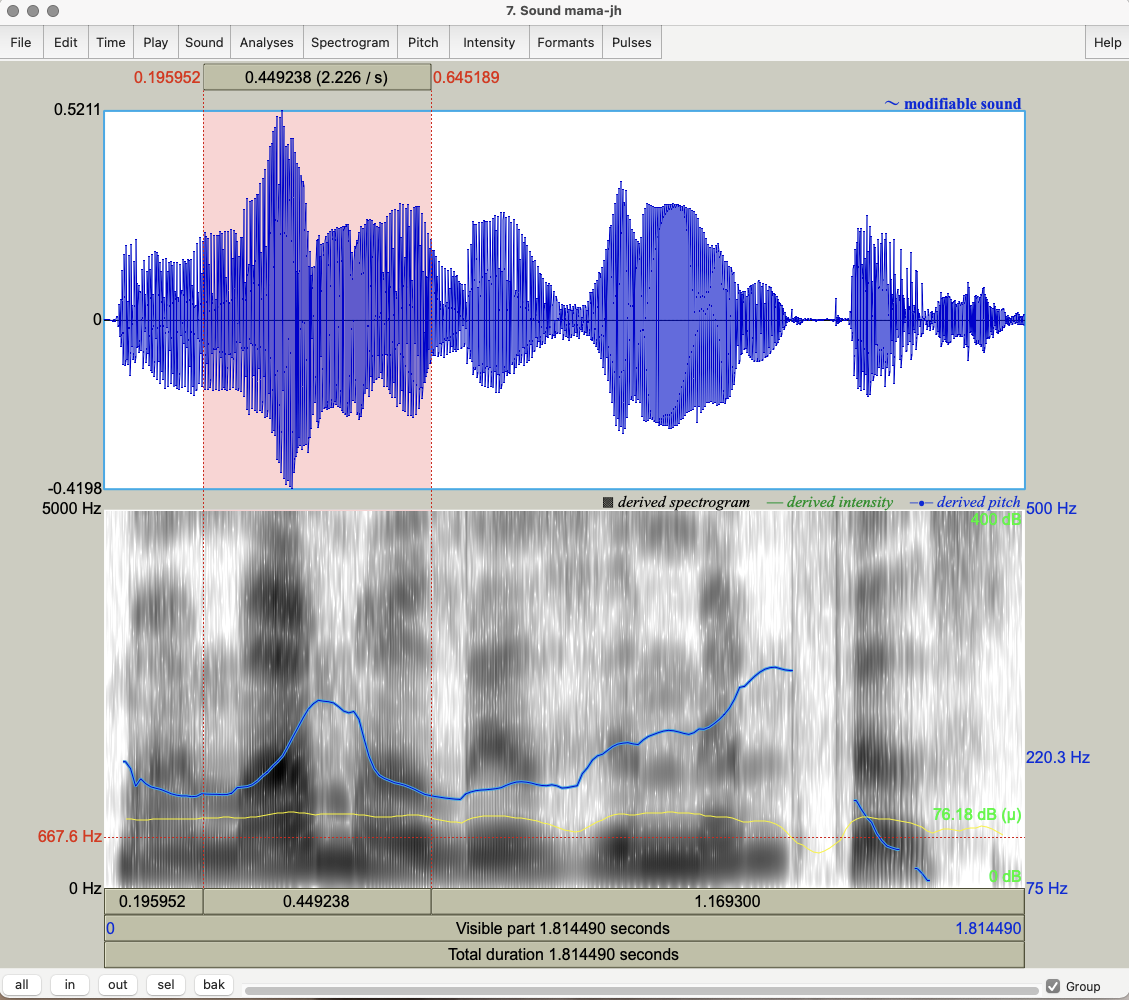 7. Sound mama-jh
File Edit Time Play Sound Analyses Spectrogram Pitch Intensity Formants Pulses Help
0.195952 0.449238 (2.226 / s) 0.645189
0.5211 ~ modifiable sound
0
-0.4198
derived spectrogram derived intensity derived pitch
5000 Hz 500 Hz
400 dB
220.3 Hz
76.18 dB (µ)
667.6 Hz
0 dB
0 Hz 75 Hz
0.195952 0.449238 1.169300
0 Visible part 1.814490 seconds 1.814490
Total duration 1.814490 seconds
all in out sel bak Group